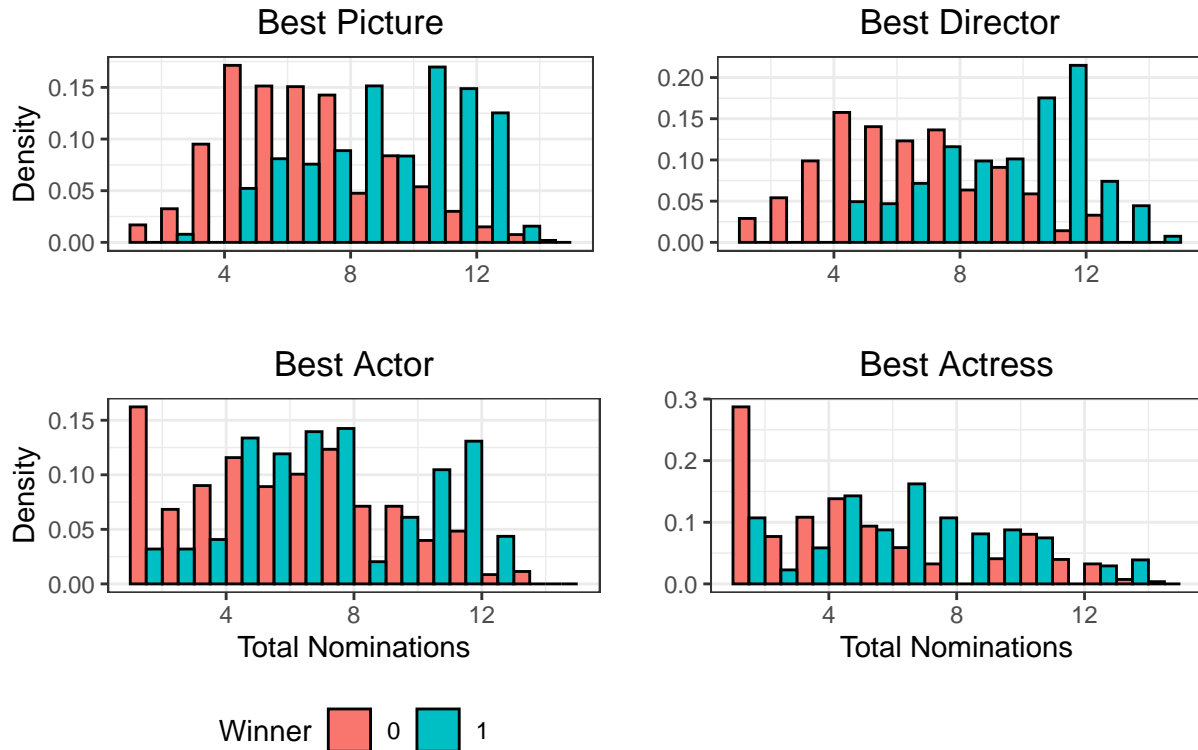 Best Picture
Best Director
Density
0.15
0.10
0.05
0.00
4 8 12
0.20
0.15
0.10
0.05
0.00
4 8 12
Best Actor
Best Actress
Density
0.15
0.10
0.05
0.00
4 8 12
Total Nominations
0.3
0.2
0.1
0.0
4 8 12
Total Nominations
Winner 0 1